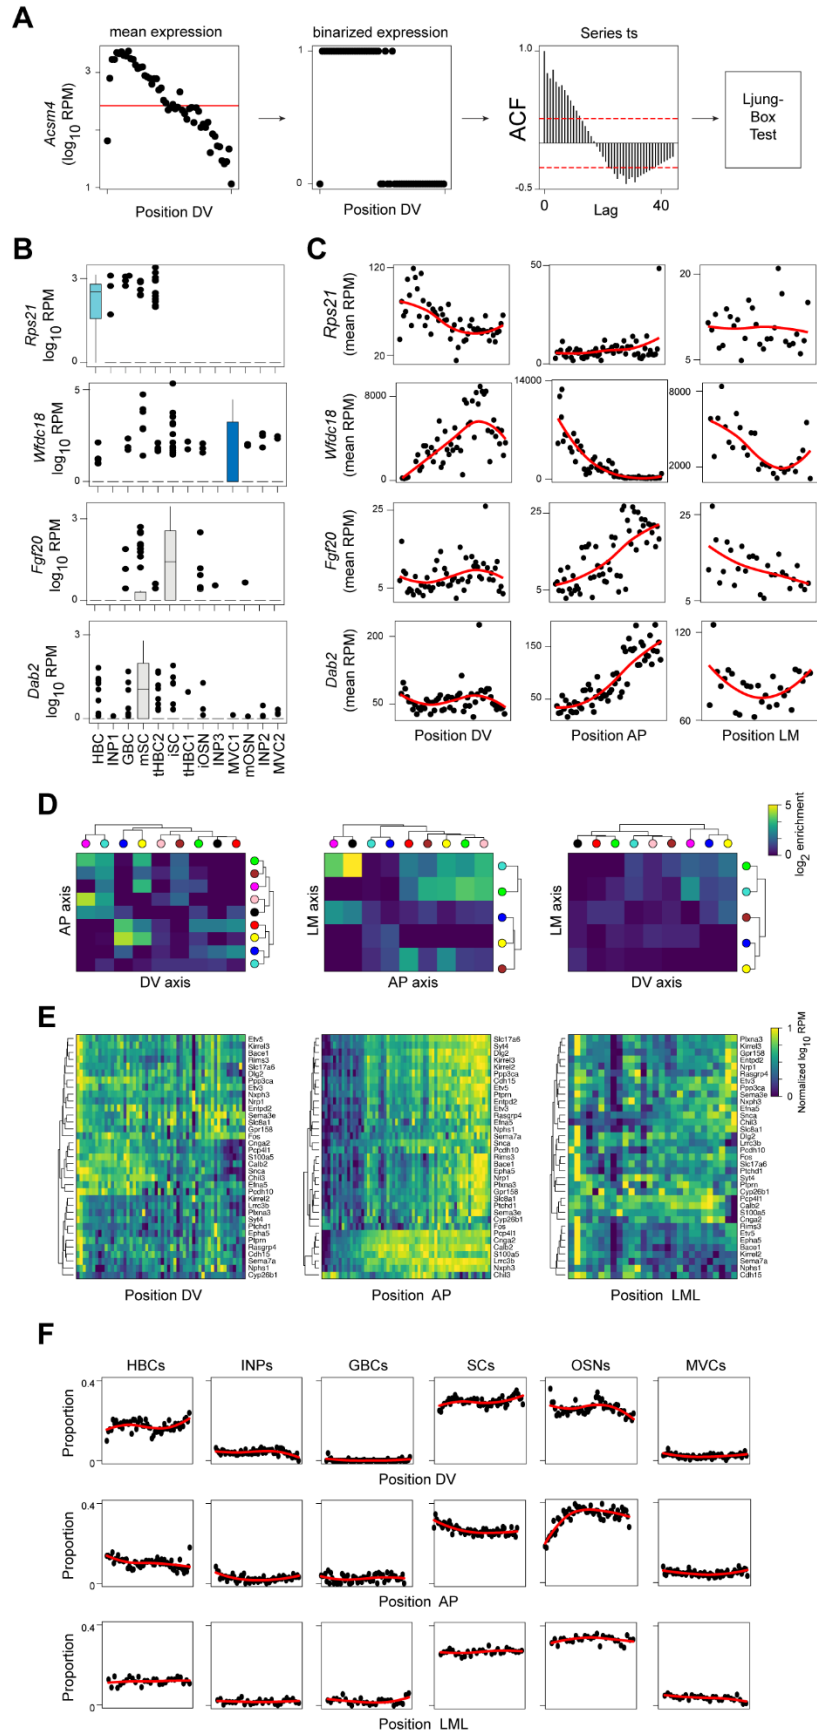 A
mean expression
binarized expression
Series ts
Acsm4
(log10 RPM)
3
1
Position DV
1
0
Position DV
ACF
1.0
-0.5
0
40
Lag
Ljung-
Box
Test
B
Rps21
log10 RPM
3
0
Wfdc18
log10 RPM
5
0
Fgf20
log10 RPM
3
0
Dab2
log10 RPM
3
0
HBC
INP1
GBC
mSC
tHBC2
iSC
tHBC1
iOSN
INP3
MVC1
mOSN
INP2
MVC2
C
Rps21
(mean RPM)
120
20
50
0
20
5
Wfdc18
(mean RPM)
8000
0
14000
0
8000
2000
Fgf20
(mean RPM)
25
5
25
5
25
5
Dab2
(mean RPM)
200
50
150
50
120
60
Position DV
Position AP
Position LM
D
AP axis
DV axis
LM axis
AP axis
LM axis
DV axis
5
0
log2 enrichment
E
Etv5
Kirrel3
Bace1
Rims3
Slc17a6
Dlg2
Ppp3ca
Etv3
Nxph3
Nrp1
Entpd2
Sema3e
Slc8a1
Gpr158
Fos
Cnga2
Pcp4l1
S100a5
Calb2
Snca
Chil3
Efna5
Pcdh10
Kirrel2
Lrrc3b
Plxna3
Syt4
Ptchd1
Epha5
Ptprn
Rasgrp4
Cdh15
Sema7a
Npha1
Cyp26b1
Position DV
Slc17a6
Syt4
Dlg2
Kirrel2
Ppp3ca
Cdh15
Etv5
Ptprn
Entpd2
Etv3
Rasgrp4
Efna5
Nphs1
Sema7a
Pcdh10
Rims3
Bace1
Epha5
Nrp1
Plxna3
Gpr158
Slc8a1
Ptchd1
Sema3e
Cyp26b1
Fos
Pcp4l1
Cnga2
Calb2
S100a5
Lrrc3b
Nxph3
Chil3
Position AP
Plxna3
Kirrel3
Gpr158
Entpd2
Nrp1
Rasgrp4
Etv3
Ppp3ca
Sema3e
Nxph3
Efna5
Snca
Chil3
Slc8a1
Dlg2
Lrrc3b
Pcdh10
Fos
Slc17a6
Ptchd1
Syt4
Ptprn
Cyp26b1
Pcp4l1
Calb2
S100a5
Cnga2
Rims3
Etv5
Epha5
Bace1
Kirrel2
Sema7a
Npha1
Cdh15
Position LML
1
0
Normalized log10 RPM
F
HBCs
INPs
GBCs
SCs
OSNs
MVCs
Proportion
0.4
0
Position DV
Proportion
0.4
0
Position AP
Proportion
0.4
0
Position LML